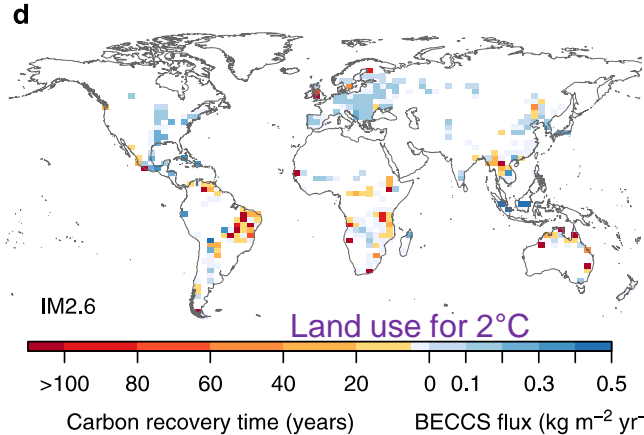 d
IM2.6
Land use for 2°C
>100 80 60 40 20 0 0.1 0.3 0.5
Carbon recovery time (years) BECCS flux (kg m−2 yr−